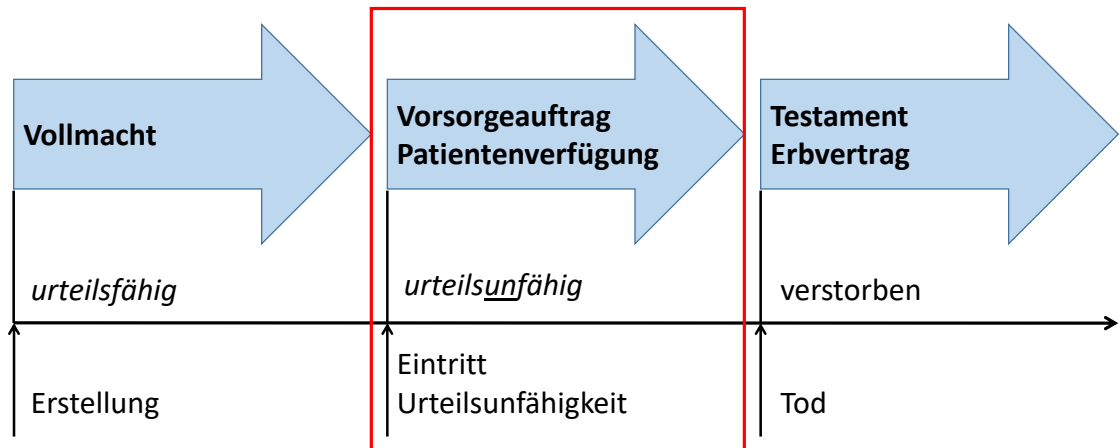 Vollmacht
Vorsorgeauftrag
Patientenverfügung
Testament
Erbvertrag
urteilsfähig
urteilsunfähig
verstorben
Erstellung
Eintritt
Urteilsunfähigkeit
Tod